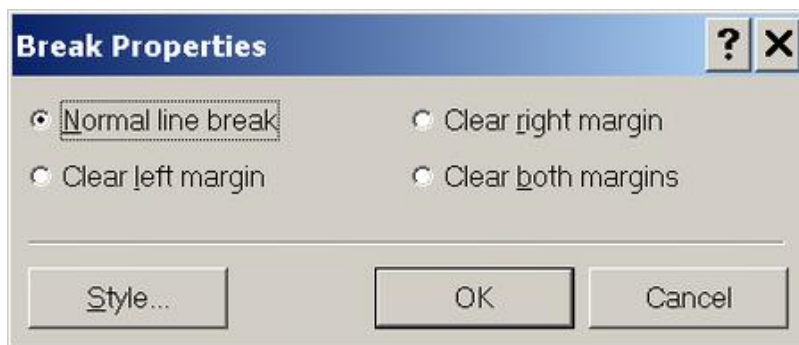 Break Properties
Normal line break
Clear right margin
Clear left margin
Clear both margins
Style...
OK
Cancel